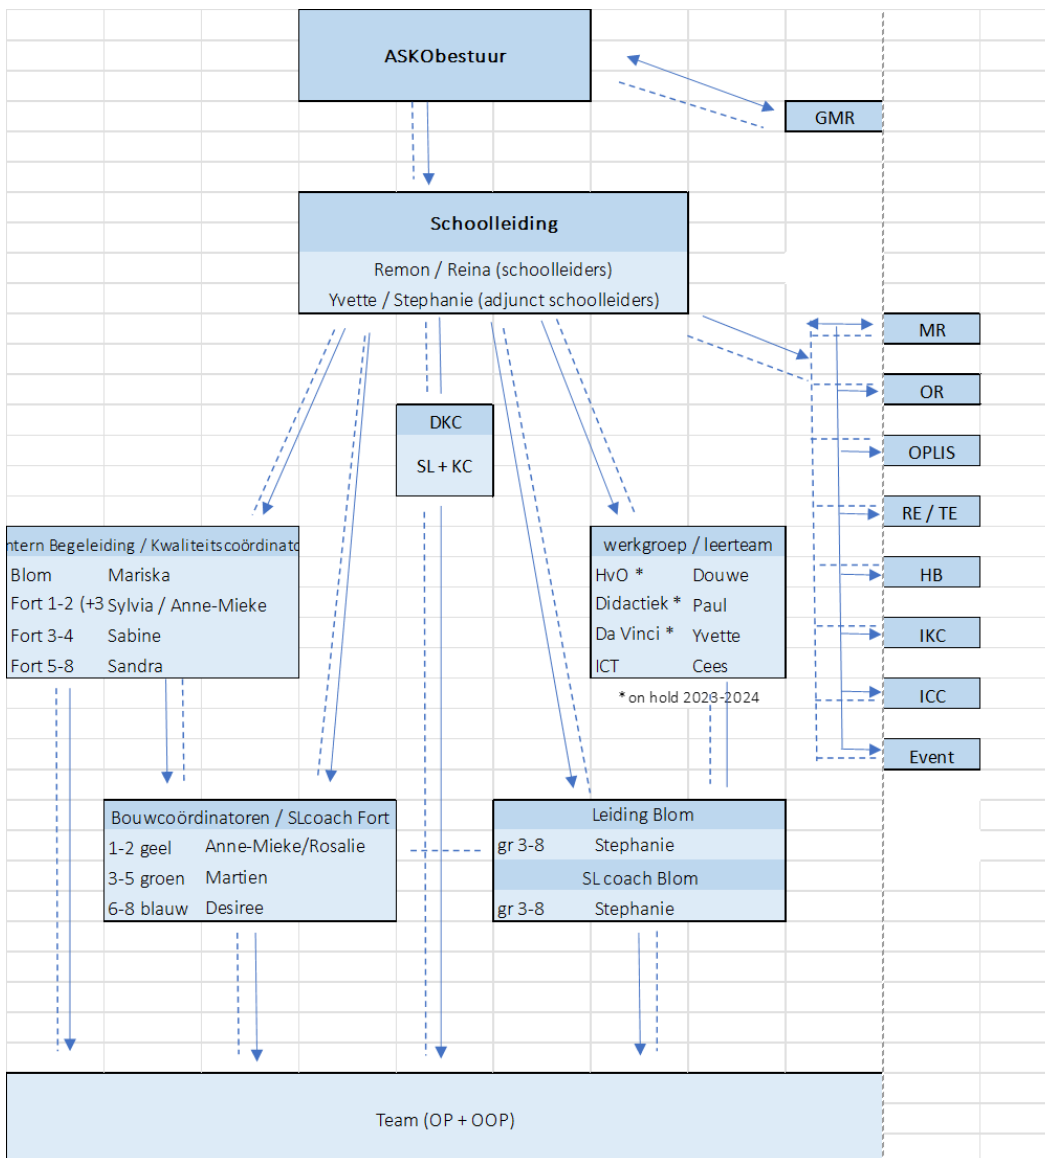 ASKObestuur
GMR
Schoolleiding
Remon / Reina (schoolleiders)
Yvette / Stephanie (adjunct schoolleiders)
MR
OR
OPLIS
RE / TE
HB
IKC
ICC
Event
DKC
SL + KC
ntern Begeleiding / Kwaliteitscoördinato
Blom Mariska
Fort 1-2 (+3 Sylvia / Anne-Mieke
Fort 3-4 Sabine
Fort 5-8 Sandra
werkgroep / leerteam
HvO * Douwe
Didactiek * Paul
Da Vinci * Yvette
ICT Cees
* on hold 2023-2024
Bouwcoördinatoren / SLcoach Fort
1-2 geel Anne-Mieke/Rosalie
3-5 groen Martien
6-8 blauw Desiree
Leiding Blom
gr 3-8 Stephanie
SL coach Blom
gr 3-8 Stephanie
Team (OP + OOP)